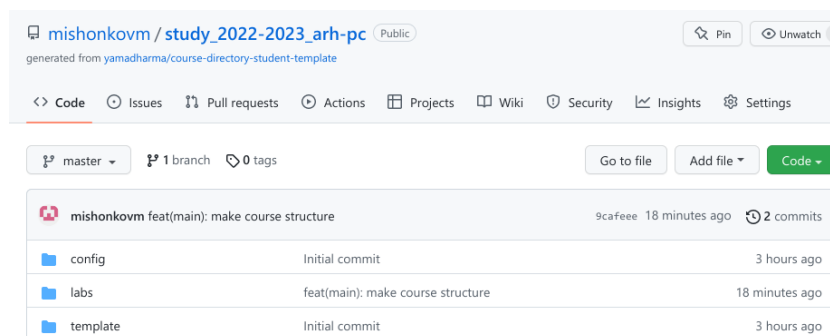 mishonkovm / study_2022-2023_arh-pc Public Pin Unwatch
generated from yamadharma/course-directory-student-template
Code Issues Pull requests Actions Projects Wiki Security Insights Settings
master 1 branch 0 tags Go to file Add file Code
mishonkovm feat(main): make course structure 9cafeee 18 minutes ago 2 commits
config Initial commit 3 hours ago
labs feat(main): make course structure 18 minutes ago
template Initial commit 3 hours ago